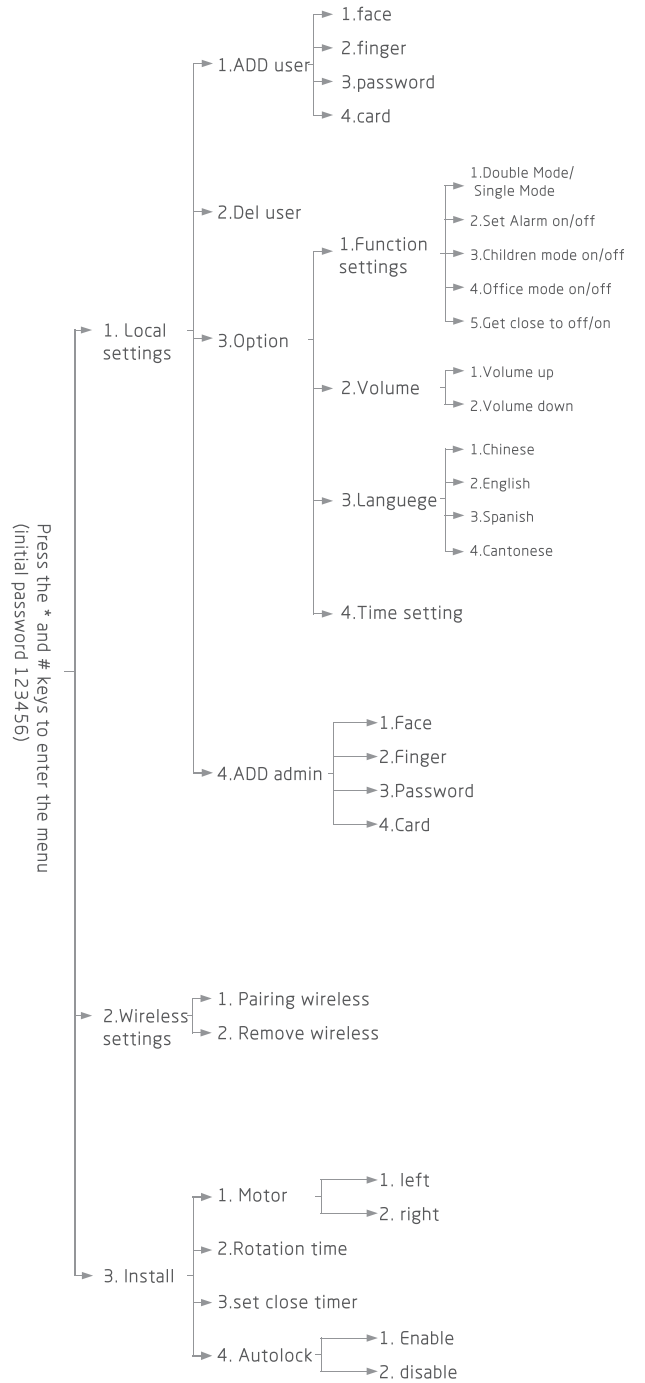 Press the * and # keys to enter the menu
(initial password 123456)
1. Local
settings
1.ADD user
1.face
2.finger
3.password
4.card
2.Del user
3.Option
1.Function
settings
1.Double Mode/
Single Mode
2.Set Alarm on/off
3.Children mode on/off
4.Office mode on/off
5.Get close to off/on
2.Volume
1.Volume up
2.Volume down
3.Languege
1.Chinese
2.English
3.Spanish
4.Cantonese
4.Time setting
4.ADD admin
1.Face
2.Finger
3.Password
4.Card
2.Wireless
settings
1. Pairing wireless
2. Remove wireless
3. Install
1. Motor
1. left
2. right
2.Rotation time
3.set close timer
4. Autolock
1. Enable
2. disable